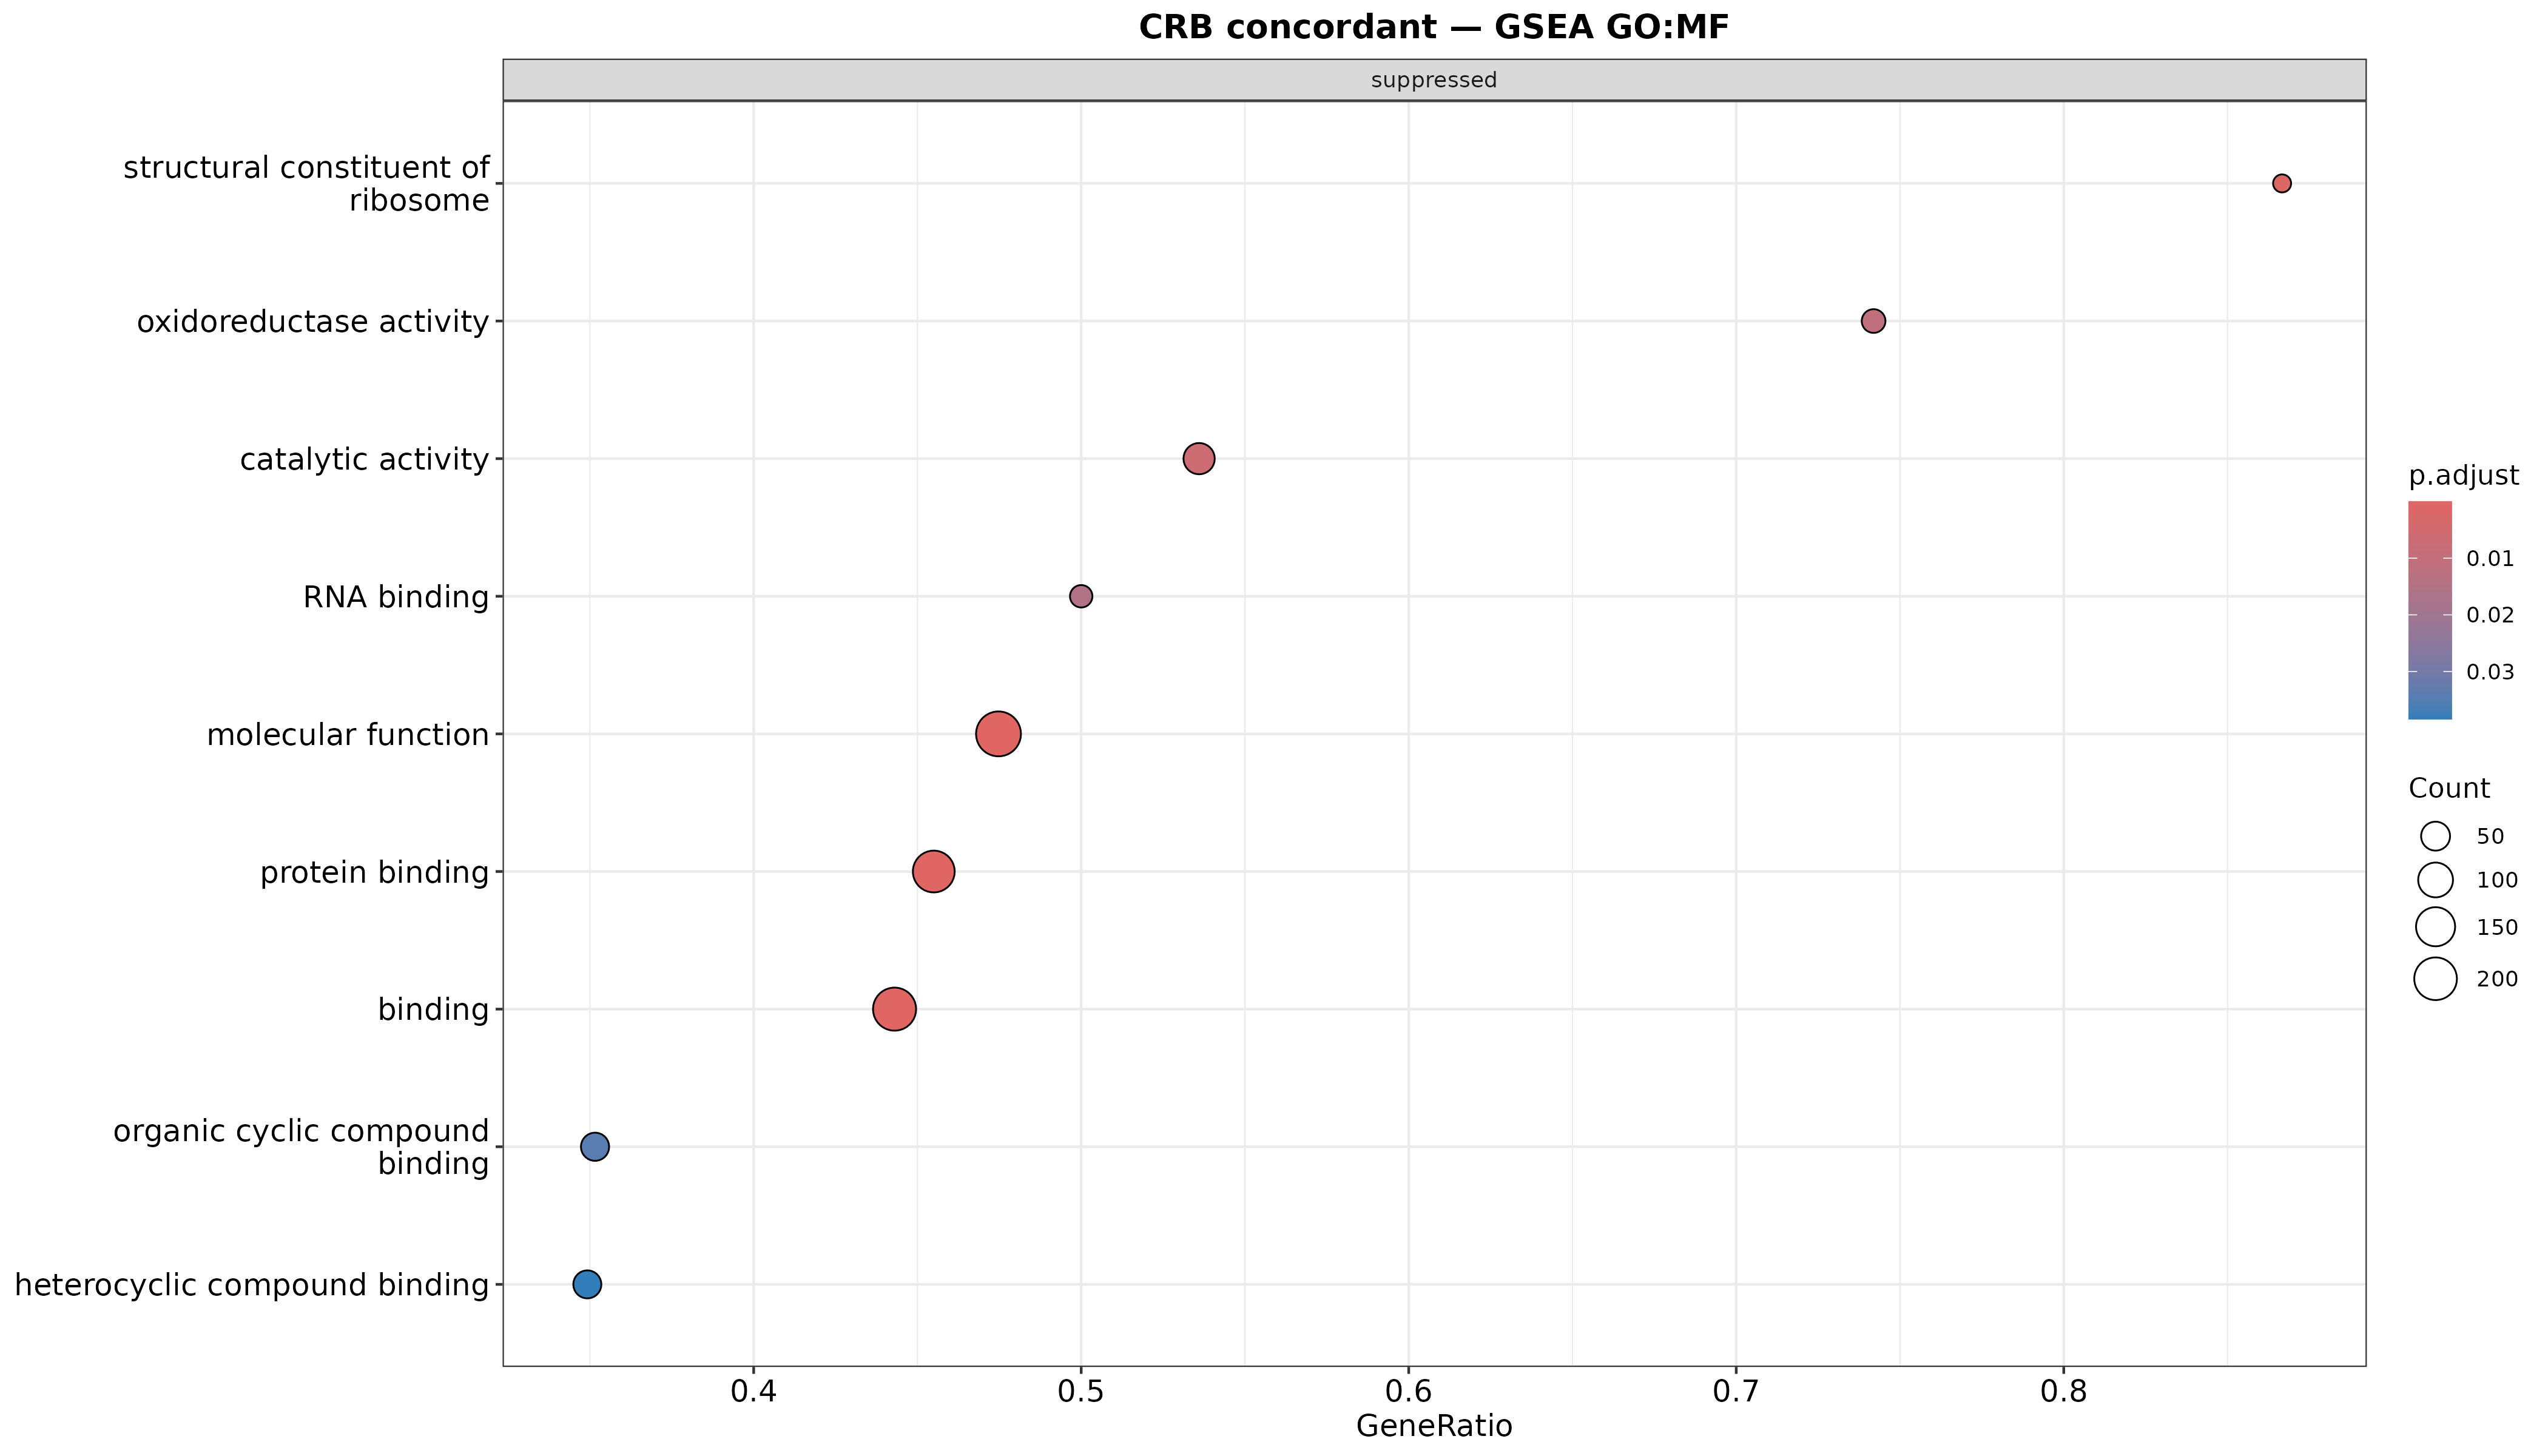 CRB concordant — GSEA GO:MF
suppressed
structural constituent of
ribosome
oxidoreductase activity
catalytic activity
RNA binding
molecular function
protein binding
binding
organic cyclic compound
binding
heterocyclic compound binding
0.4
0.5
0.6
0.7
0.8
GeneRatio
p.adjust
0.01
0.02
0.03
Count
50
100
150
200